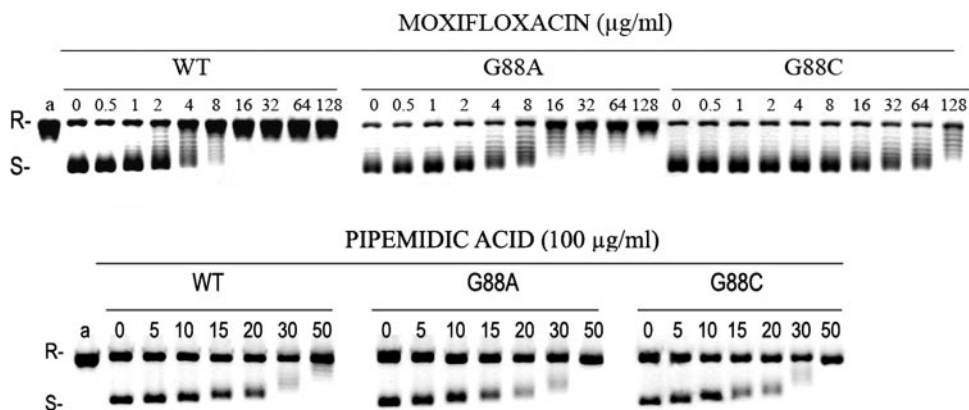 MOXIFLOXACIN (µg/ml)
WT G88A G88C
a 0 0.5 1 2 4 8 16 32 64 128 0 0.5 1 2 4 8 16 32 64 128 0 0.5 1 2 4 8 16 32 64 128
R-
S-
PIPEMIDIC ACID (100 µg/ml)
WT G88A G88C
a 0 5 10 15 20 30 50 0 5 10 15 20 30 50 0 5 10 15 20 30 50
R-
S-